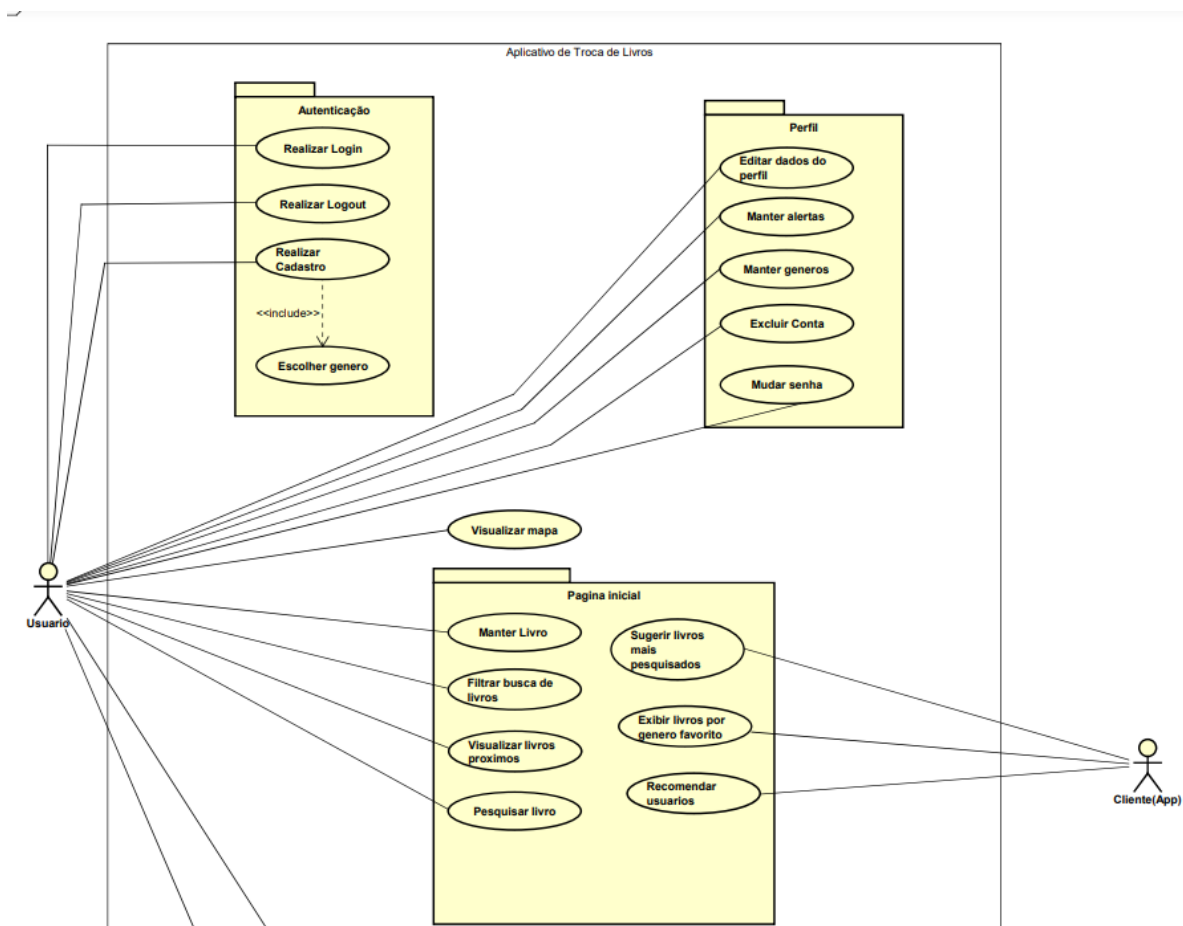 Aplicativo de Troca de Livros
Autenticação
Realizar Login
Realizar Logout
Realizar
Cadastro
<<include>>
Escolher genero
Perfil
Editar dados do
perfil
Manter alertas
Manter generos
Excluir Conta
Mudar senha
Visualizar mapa
Usuario
Pagina inicial
Manter Livro
Filtrar busca de
livros
Visualizar livros
proximos
Pesquisar livro
Sugerir livros
mais
pesquisados
Exibir livros por
genero favorito
Recomendar
usuarios
Cliente(App)